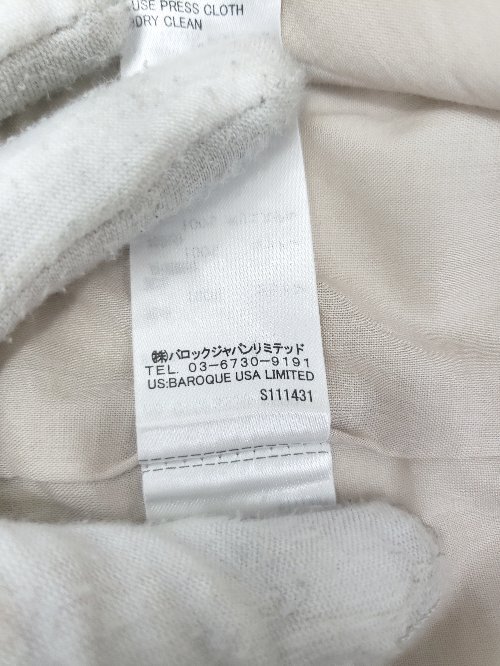 USE PRESS CLOTH
DRY CLEAN
㈱バロックジャパンリミテッド
TEL. 03-6730-9191
US:BAROQUE USA LIMITED
S111431